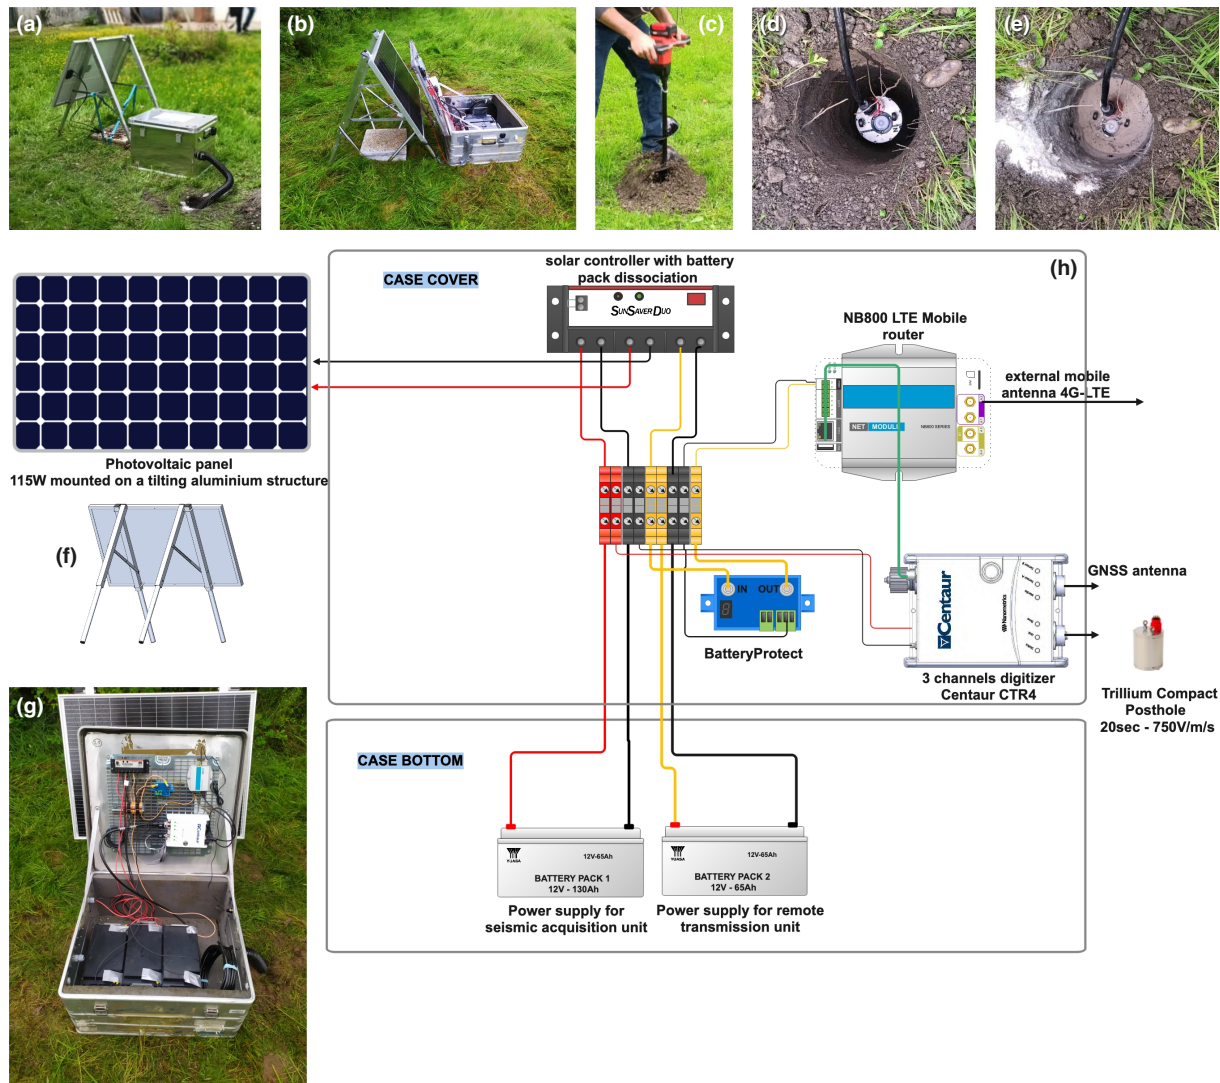 (a)
(b)
(c)
(d)
(e)
CASE COVER
solar controller with battery
pack dissociation
(h)
SUNSAVER DUO
NB800 LTE Mobile
router
NET MODULE
NB800 SERIES
external mobile
antenna 4G-LTE
Photovoltaic panel
115W mounted on a tilting aluminium structure
(f)
IN OUT
BatteryProtect
Centaur
Nanometrics
GNSS antenna
3 channels digitizer
Centaur CTR4
Trillium Compact
Posthole
20sec - 750V/m/s
(g)
Centaur
CASE BOTTOM
YUASA
12V-65Ah
BATTERY PACK 1
12V - 130Ah
YUASA
12V-65Ah
BATTERY PACK 2
12V - 65Ah
Power supply for
seismic acquisition unit
Power supply for remote
transmission unit